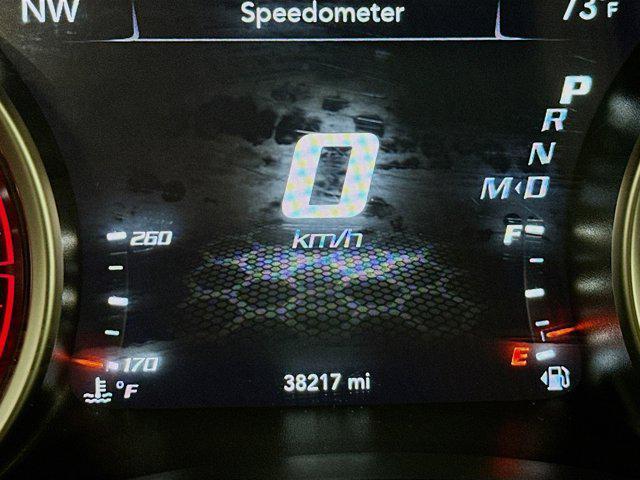 NW Speedometer 73°F
P
R
N
M◂D
0
km/h
260
F
170
E
°F
38217 mi